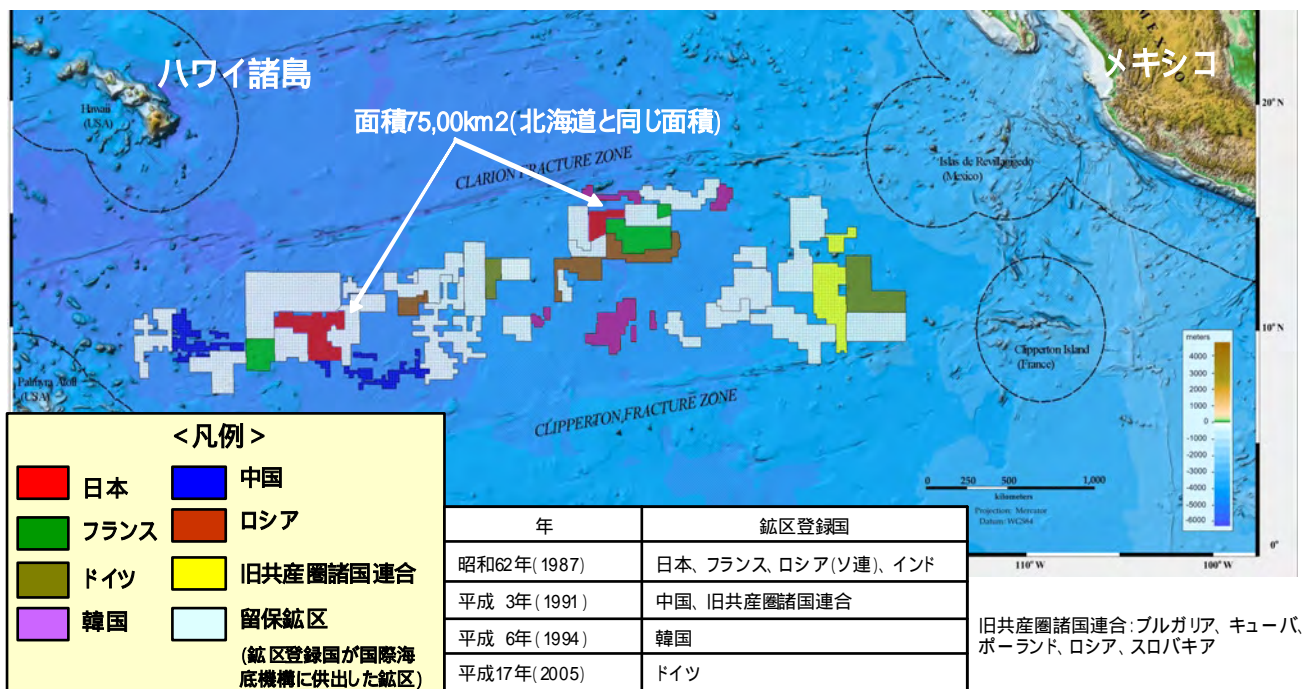 ハワイ諸島
メキシコ
MEXICO
Hawaii
(USA)
20° N
面積75,00km2(北海道と同じ面積)
CLARION FRACTURE ZONE
Islas de Revillagigedo
(Mexico)
10° N
Clipperton Island
(France)
Palmyra Atoll
(USA)
CLIPPERTON FRACTURE ZONE
meters
4000
3000
2000
1000
0
-1000
-2000
-3000
-4000
-5000
-6000
0 250 500 1,000
kilometers
Projection: Mercator
Datum: WGS84
0°
110° W
100° W
<凡例>
日本
中国
フランス
ロシア
ドイツ
旧共産圏諸国連合
韓国
留保鉱区
(鉱区登録国が国際海
底機構に供出した鉱区)
年 鉱区登録国
昭和62年(1987) 日本、フランス、ロシア(ソ連)、インド
平成 3年(1991) 中国、旧共産圏諸国連合
平成 6年(1994) 韓国
平成17年(2005) ドイツ
旧共産圏諸国連合:ブルガリア、キューバ、
ポーランド、ロシア、スロバキア